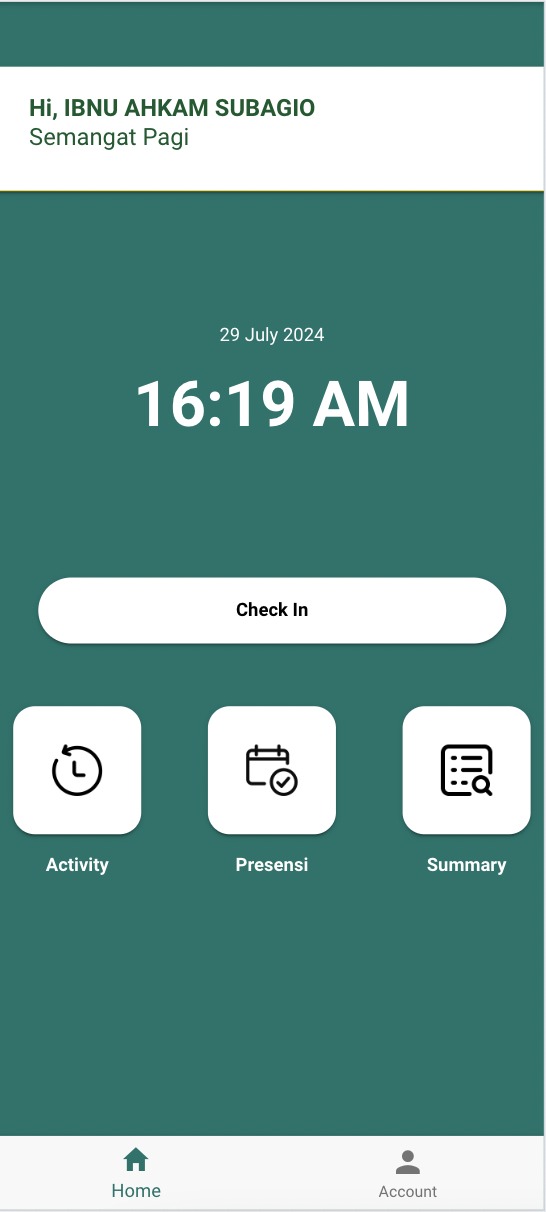 Hi, IBNU AHKAM SUBAGIO
Semangat Pagi
29 July 2024
16:19 AM
Check In
Activity
Presensi
Summary
Home
Account